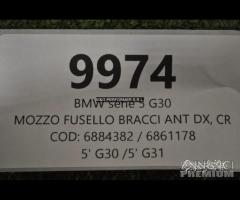 9974
BMW serie 5 G30
MOZZO FUSELLO BRACCI ANT DX, CR
COD: 6884382 / 6861178
5' G30 /5' G31
ANNUNCI
PREMIUM